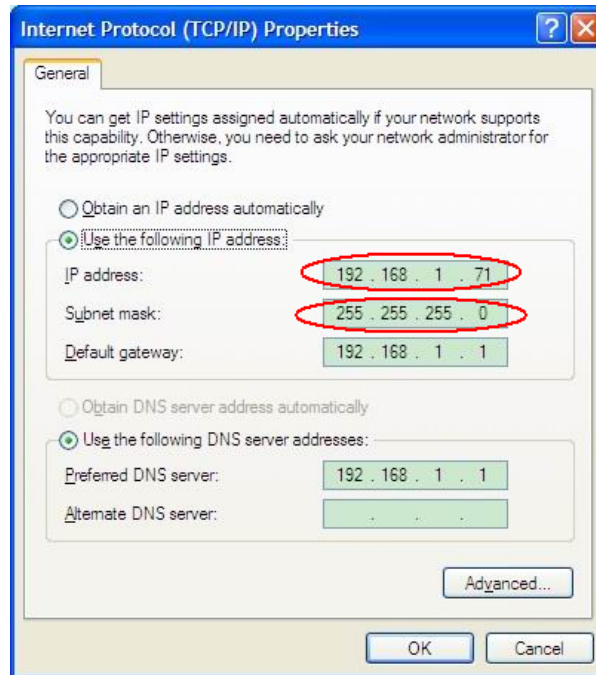 Internet Protocol (TCP/IP) Properties
General
You can get IP settings assigned automatically if your network supports
this capability. Otherwise, you need to ask your network administrator for
the appropriate IP settings.
Obtain an IP address automatically
Use the following IP address:
IP address: 192 . 168 . 1 . 71
Subnet mask: 255 . 255 . 255 . 0
Default gateway: 192 . 168 . 1 . 1
Obtain DNS server address automatically
Use the following DNS server addresses:
Preferred DNS server: 192 . 168 . 1 . 1
Alternate DNS server: . . .
Advanced...
OK Cancel